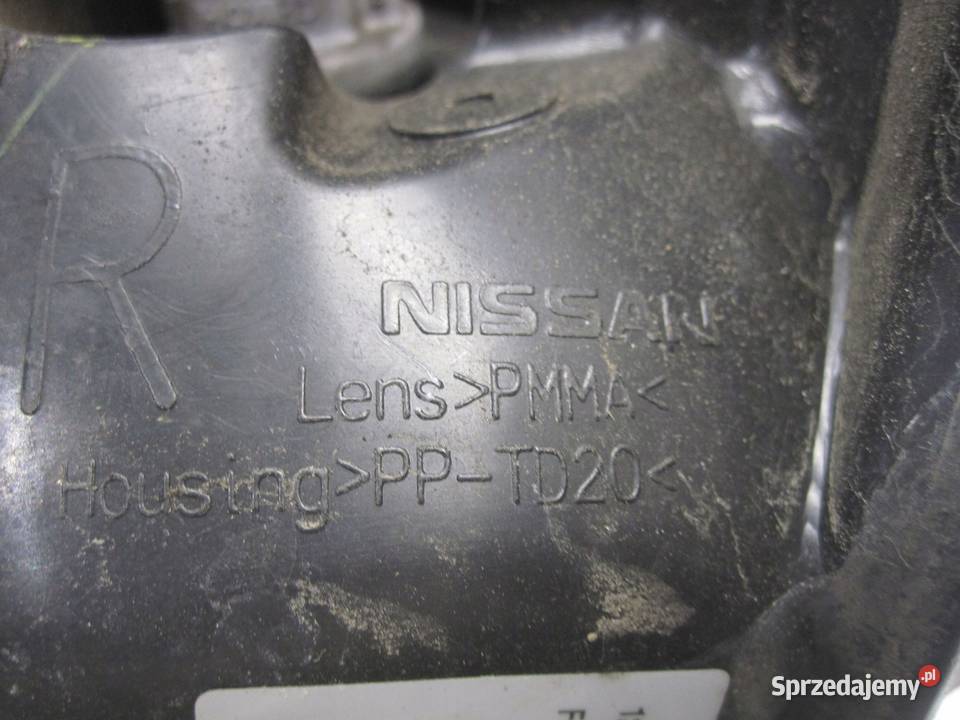 R
NISSAN
Lens>PMMA<
Housing>PP-TD20<
Sprzedajemy.pl